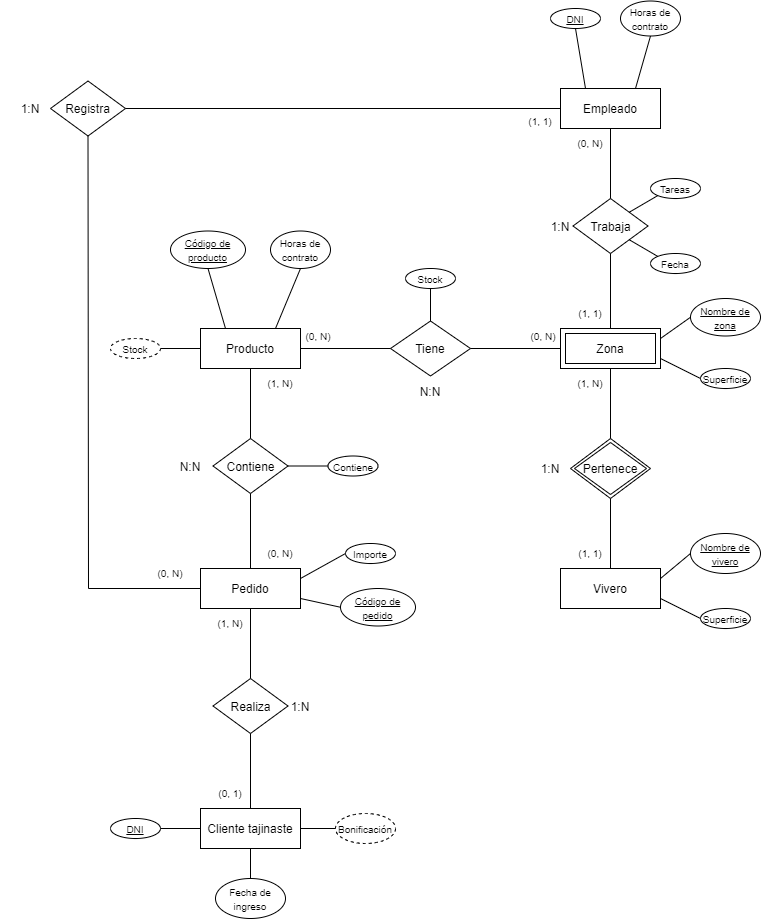 DNI
Horas de
contrato
1:N
Registra
Empleado
(1, 1)
(0, N)
Tareas
1:N
Trabaja
Fecha
Código de
producto
Horas de
contrato
Stock
(1, 1)
Nombre de
zona
Stock
Producto
(0, N)
Tiene
(0, N)
Zona
(1, N)
N:N
(1, N)
Superficie
N:N
Contiene
Contiene
1:N
Pertenece
(0, N)
(0, N)
Importe
(1, 1)
Nombre de
vivero
Pedido
Código de
pedido
Vivero
(1, N)
Superficie
Realiza
1:N
(0, 1)
DNI
Cliente tajinaste
Bonificación
Fecha de
ingreso